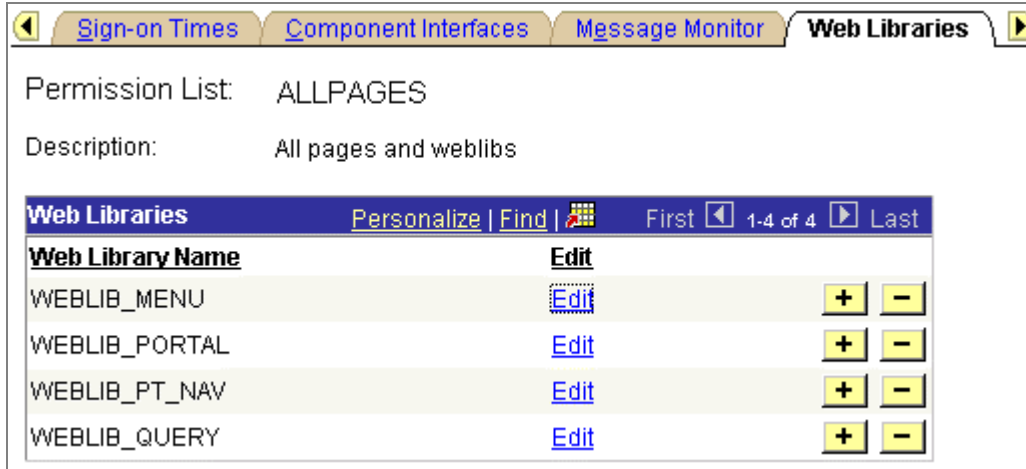 Sign-on Times Component Interfaces Message Monitor Web Libraries
Permission List: ALLPAGES
Description: All pages and weblibs
Web Libraries Personalize | Find | First 1-4 of 4 Last
Web Library Name Edit
WEBLIB_MENU Edit + −
WEBLIB_PORTAL Edit + −
WEBLIB_PT_NAV Edit + −
WEBLIB_QUERY Edit + −